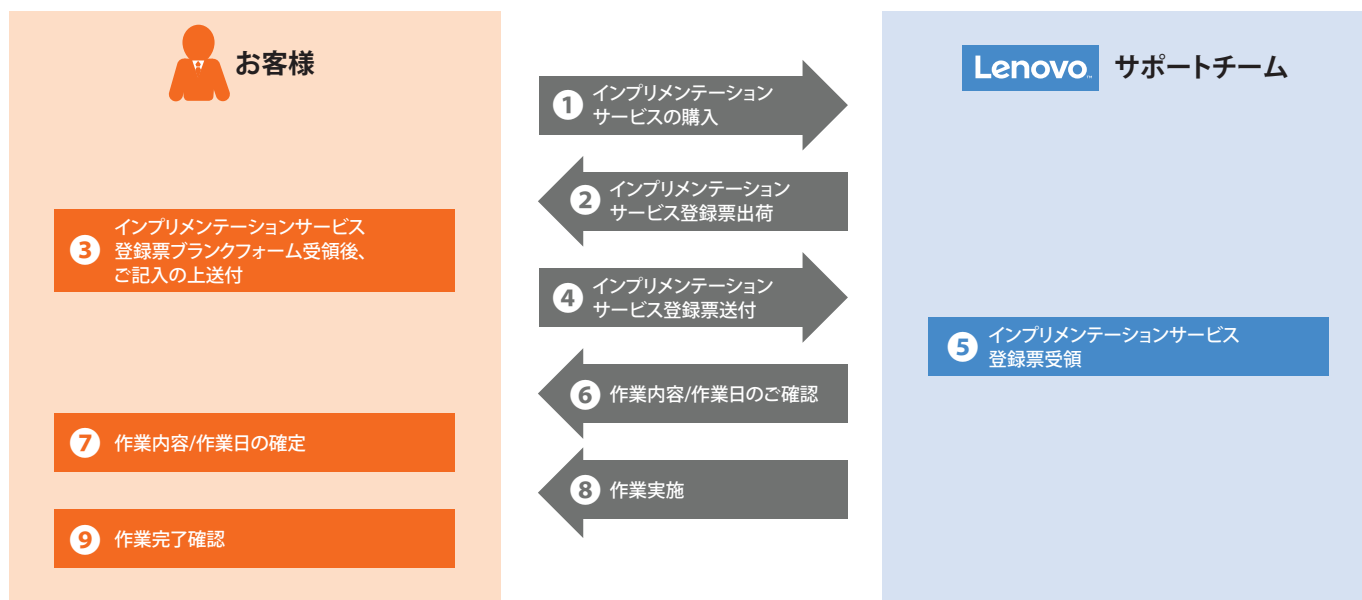 お客様
Lenovo™ サポートチーム
1 インプリメンテーション
サービスの購入
2 インプリメンテーション
サービス登録票出荷
3 インプリメンテーションサービス
登録票ブランクフォーム受領後、
ご記入の上送付
4 インプリメンテーション
サービス登録票送付
5 インプリメンテーションサービス
登録票受領
6 作業内容/作業日のご確認
7 作業内容/作業日の確定
8 作業実施
9 作業完了確認